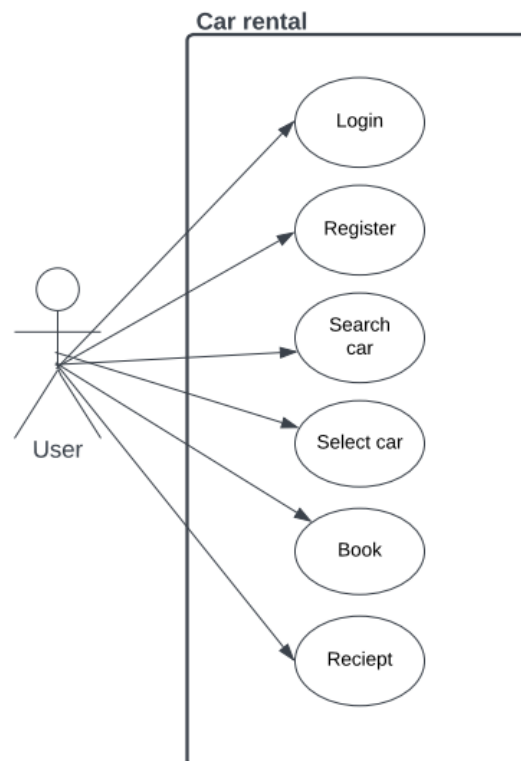 Car rental
Login
Register
Search
car
Select car
User
Book
Reciept